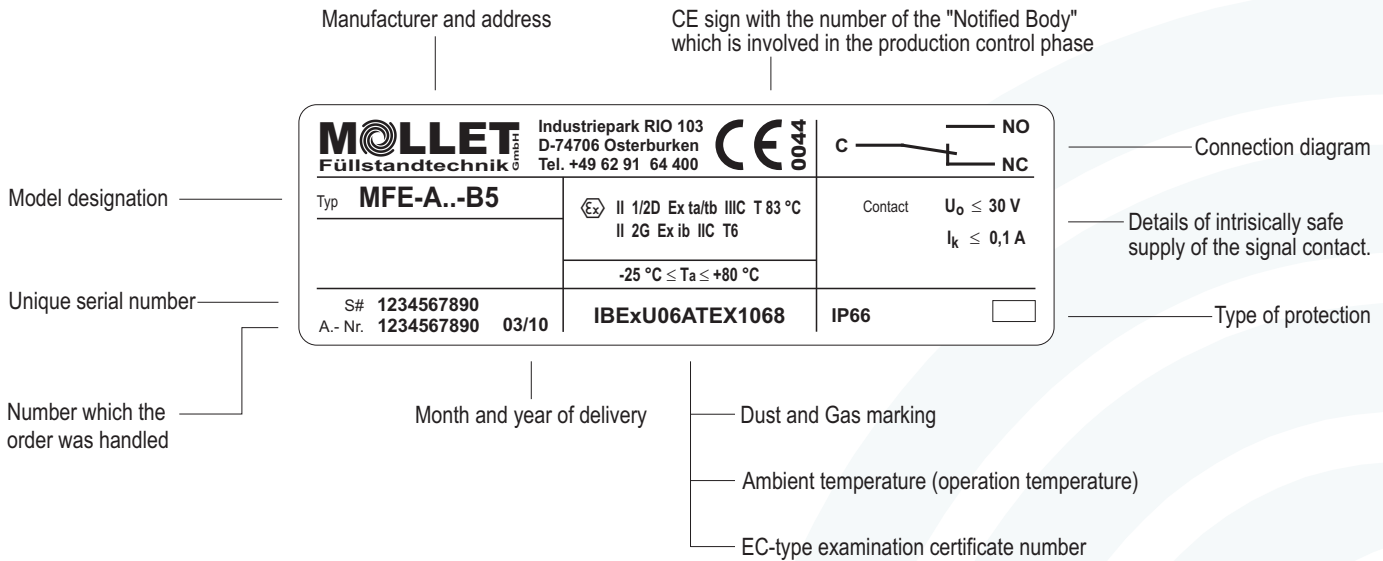 Manufacturer and address
CE sign with the number of the "Notified Body"
which is involved in the production control phase
MOLLET GmbH
Füllstandtechnik
Industriepark RIO 103
D-74706 Osterburken
Tel. +49 62 91 64 400
CE 0044
C
NO
NC
Connection diagram
Model designation
Typ MFE-A..-B5
Ex II 1/2D Ex ta/tb IIIC T 83 °C
II 2G Ex ib IIC T6
-25 °C ≤ Ta ≤ +80 °C
Contact Uo ≤ 30 V
Ik ≤ 0,1 A
Details of intrisically safe
supply of the signal contact.
Unique serial number
S# 1234567890
A.- Nr. 1234567890 03/10
IBExU06ATEX1068
IP66
Type of protection
Number which the
order was handled
Month and year of delivery
Dust and Gas marking
Ambient temperature (operation temperature)
EC-type examination certificate number